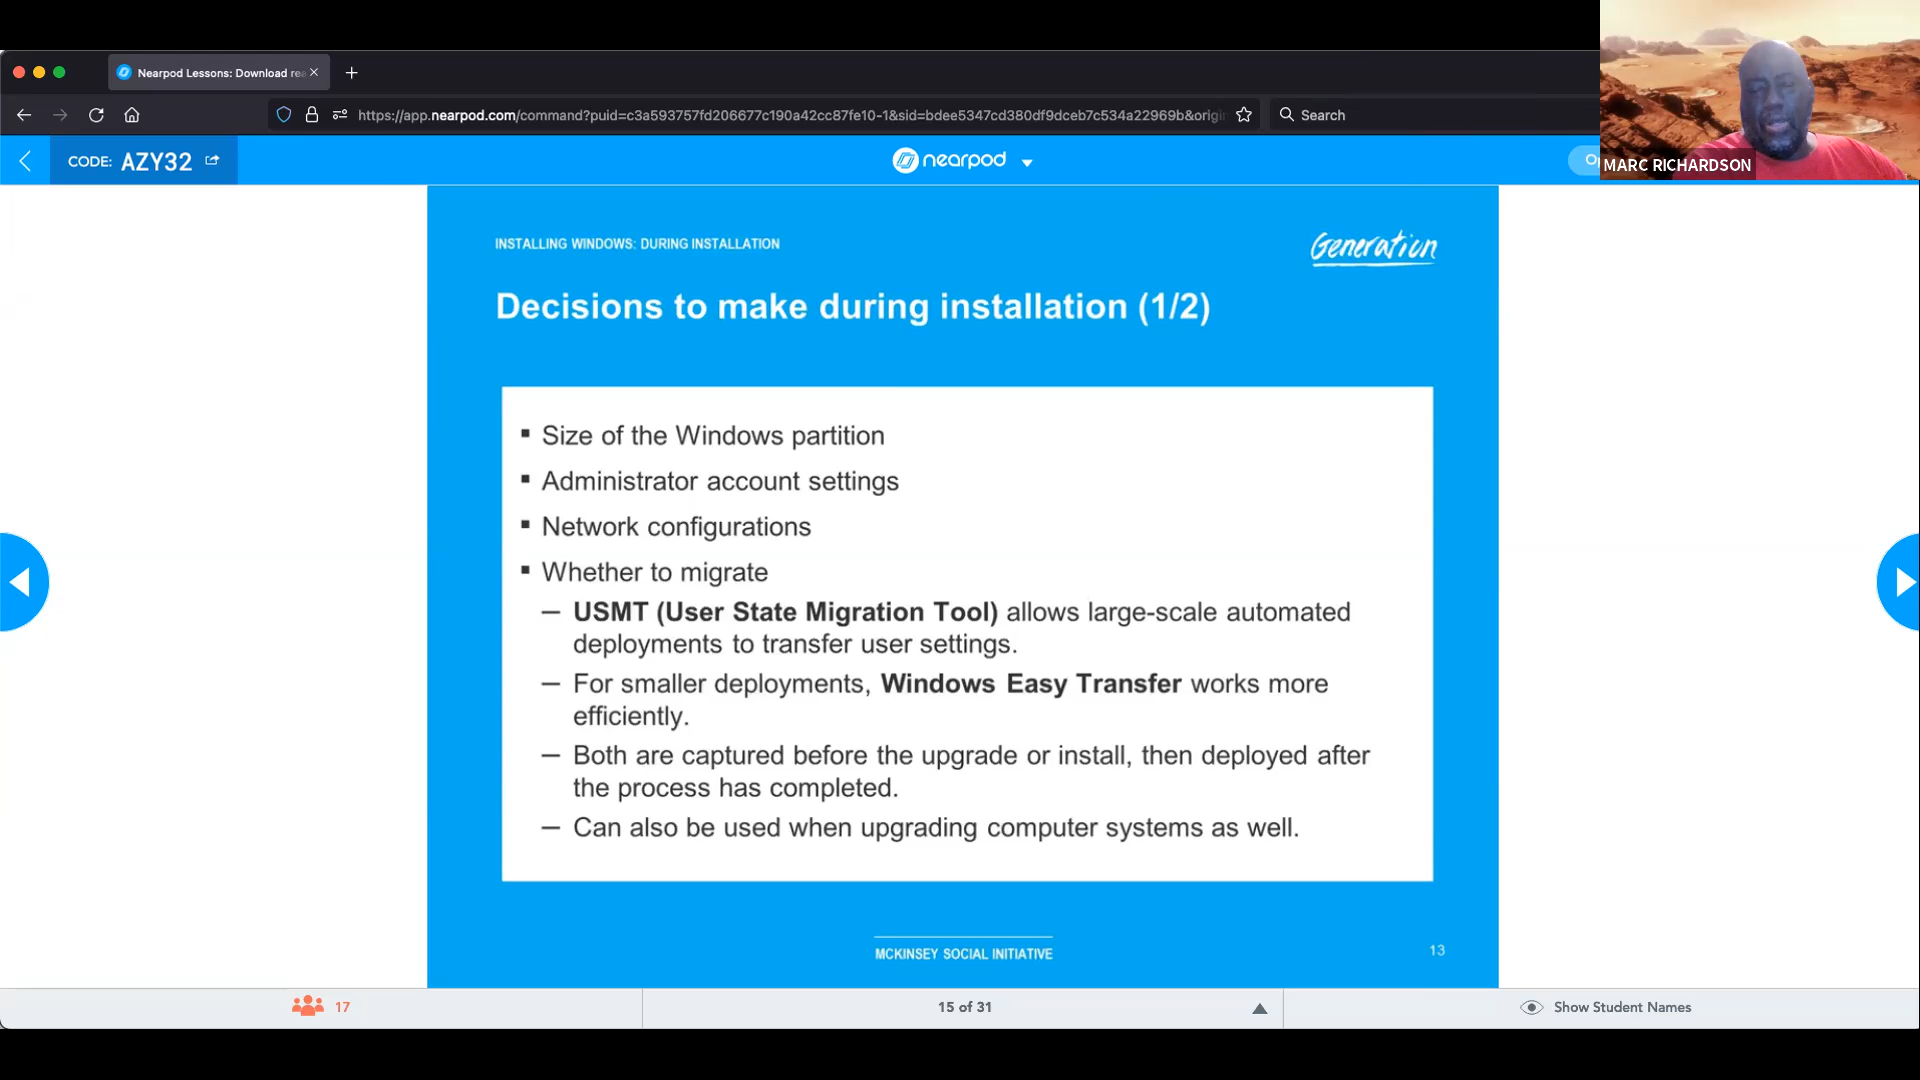 Nearpod Lessons: Download rea
https://app.nearpod.com/command?puid=c3a593757fd206677c190a42cc87fe10-1&sid=bdee5347cd380df9dceb7c534a22969b&origi
Search
CODE: AZY32
nearpod
MARC RICHARDSON
INSTALLING WINDOWS: DURING INSTALLATION
Generation
Decisions to make during installation (1/2)
▪ Size of the Windows partition
▪ Administrator account settings
▪ Network configurations
▪ Whether to migrate
– USMT (User State Migration Tool) allows large-scale automated
deployments to transfer user settings.
– For smaller deployments, Windows Easy Transfer works more
efficiently.
– Both are captured before the upgrade or install, then deployed after
the process has completed.
– Can also be used when upgrading computer systems as well.
MCKINSEY SOCIAL INITIATIVE
13
17
15 of 31
Show Student Names